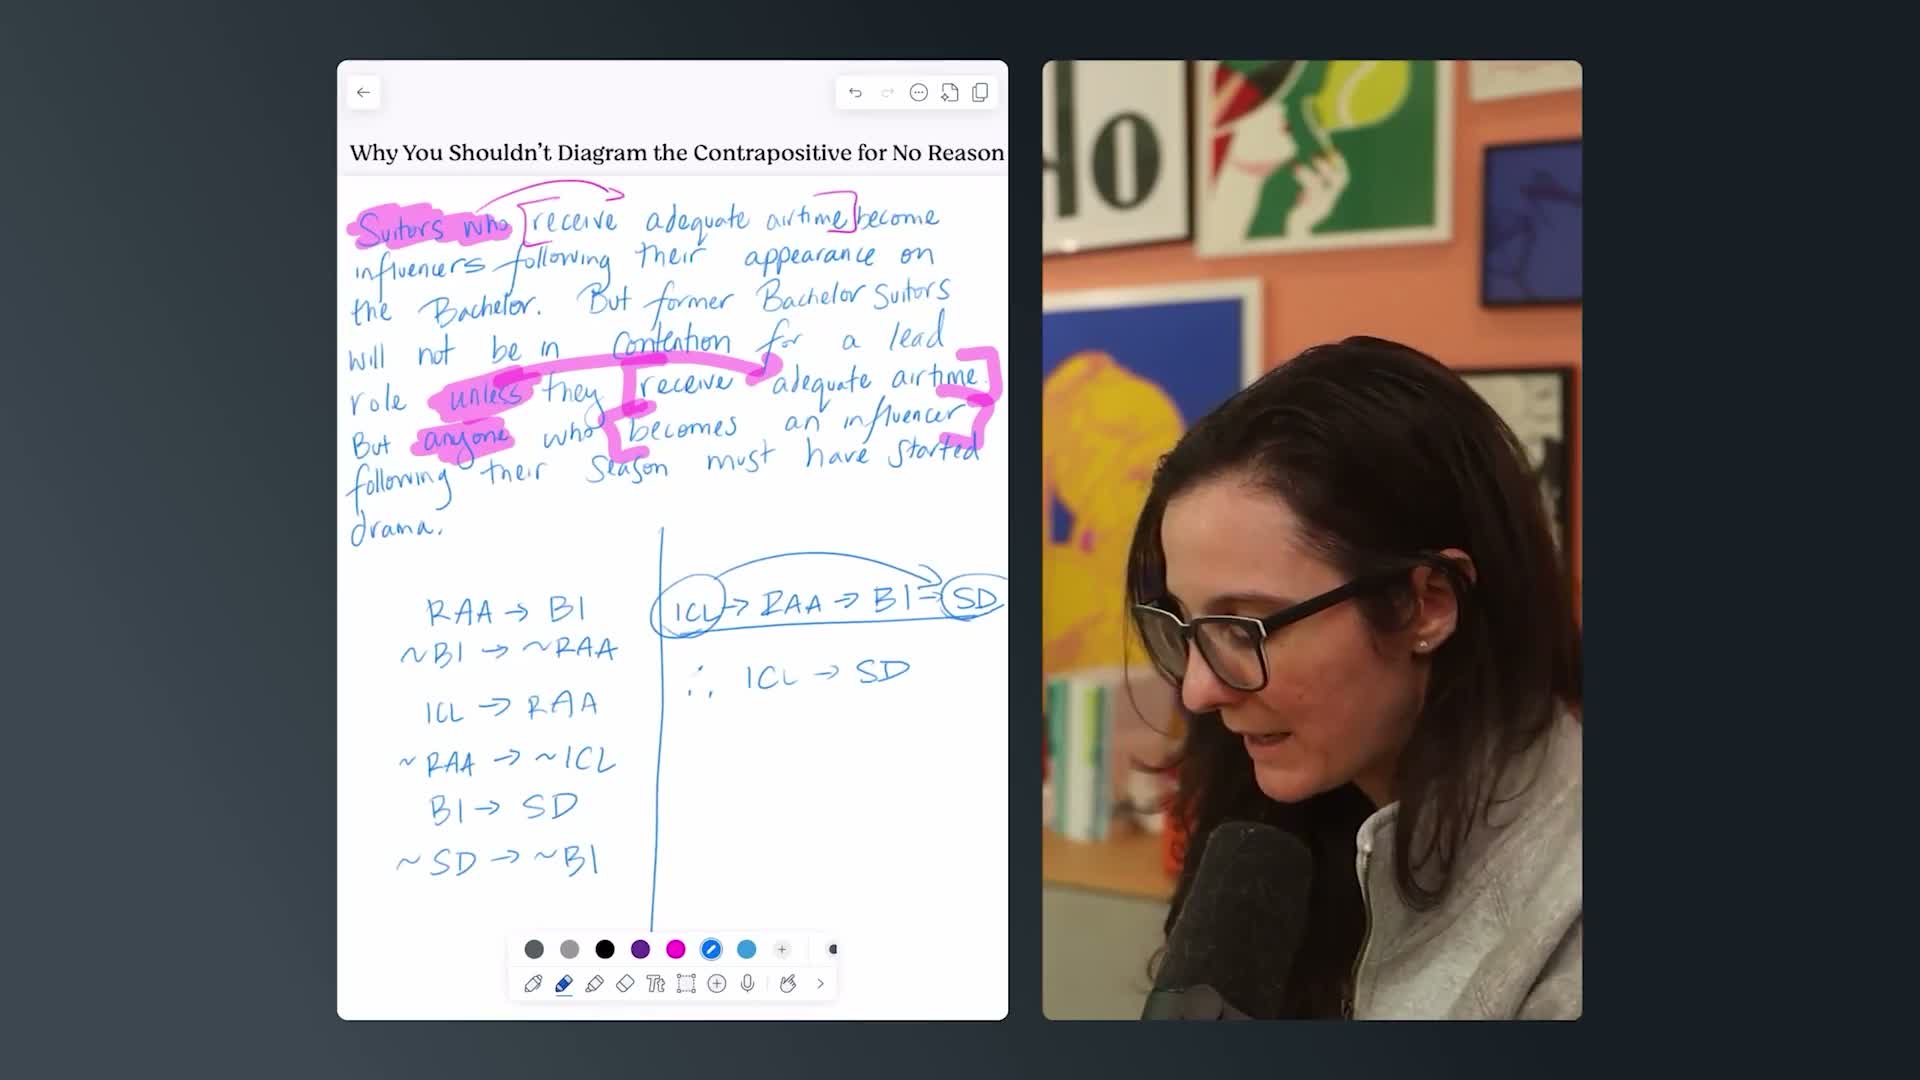 Why You Shouldn't Diagram the Contrapositive for No Reason
Suitors who receive adequate airtime become
influencers following their appearance on
the Bachelor. But former Bachelor Suitors
will not be in contention for a lead
role unless they receive adequate airtime.
But anyone who becomes an influencer
following their season must have started
drama.
RAA → BI
~BI → ~RAA
ICL → RAA
~RAA → ~ICL
BI → SD
~SD → ~BI
ICL → RAA → BI → SD
∴ ICL → SD
Tt
HO